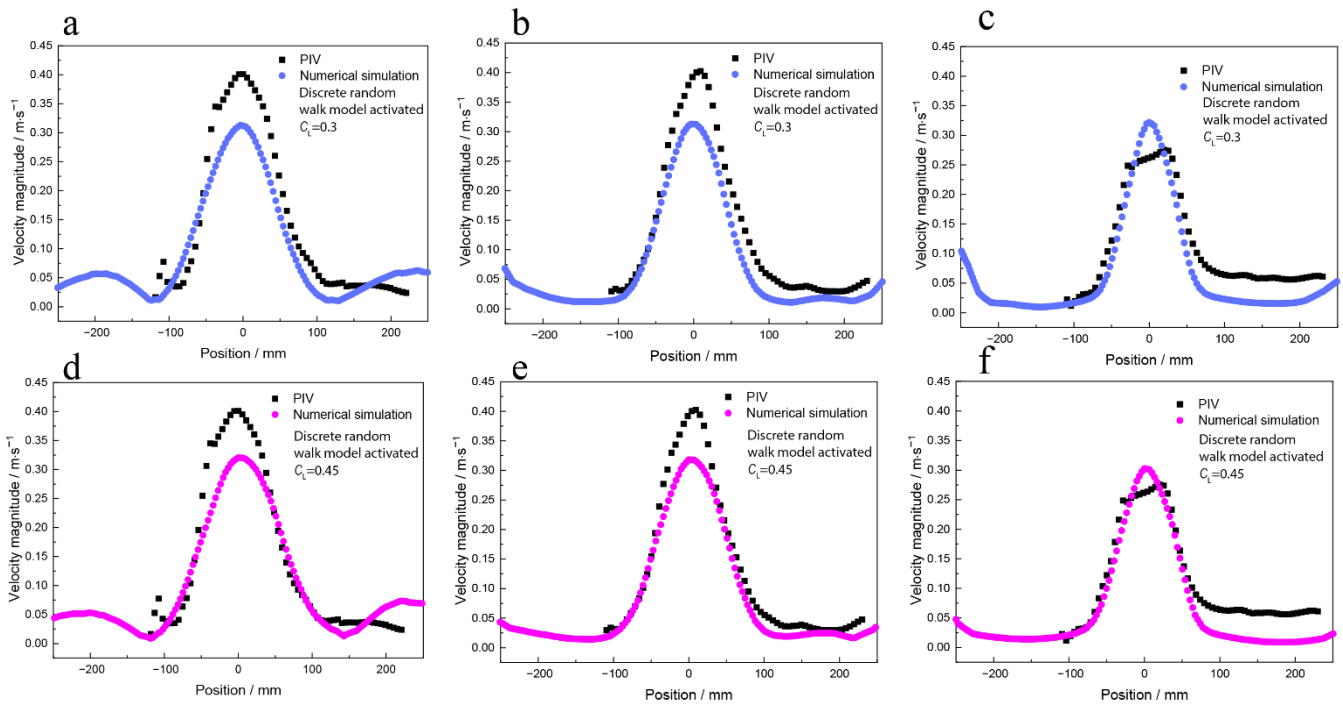 a
0.45
0.40
0.35
0.30
0.25
0.20
0.15
0.10
0.05
0.00
Velocity magnitude / m·s⁻¹
PIV
Numerical simulation
Discrete random
walk model activated
C_L=0.3
−200 −100 0 100 200
Position / mm
b
0.45
0.40
0.35
0.30
0.25
0.20
0.15
0.10
0.05
0.00
Velocity magnitude / m·s⁻¹
PIV
Numerical simulation
Discrete random
walk model activated
C_L=0.3
−200 −100 0 100 200
Position / mm
c
0.45
0.40
0.35
0.30
0.25
0.20
0.15
0.10
0.05
0.00
Velocity magnitude / m·s⁻¹
PIV
Numerical simulation
Discrete random
walk model activated
C_L=0.3
−200 −100 0 100 200
Position / mm
d
0.45
0.40
0.35
0.30
0.25
0.20
0.15
0.10
0.05
0.00
Velocity magnitude / m·s⁻¹
PIV
Numerical simulation
Discrete random
walk model activated
C_L=0.45
−200 −100 0 100 200
Position / mm
e
0.45
0.40
0.35
0.30
0.25
0.20
0.15
0.10
0.05
0.00
Velocity magnitude / m·s⁻¹
PIV
Numerical simulation
Discrete random
walk model activated
C_L=0.45
−200 −100 0 100 200
Position / mm
f
0.45
0.40
0.35
0.30
0.25
0.20
0.15
0.10
0.05
0.00
Velocity magnitude / m·s⁻¹
PIV
Numerical simulation
Discrete random
walk model activated
C_L=0.45
−200 −100 0 100 200
Position / mm